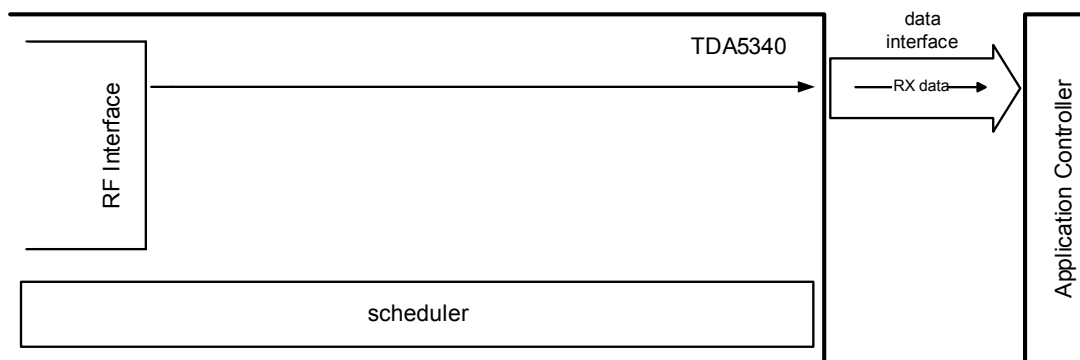 data
interface
TDA5340
RX data
RF Interface
Application Controller
scheduler